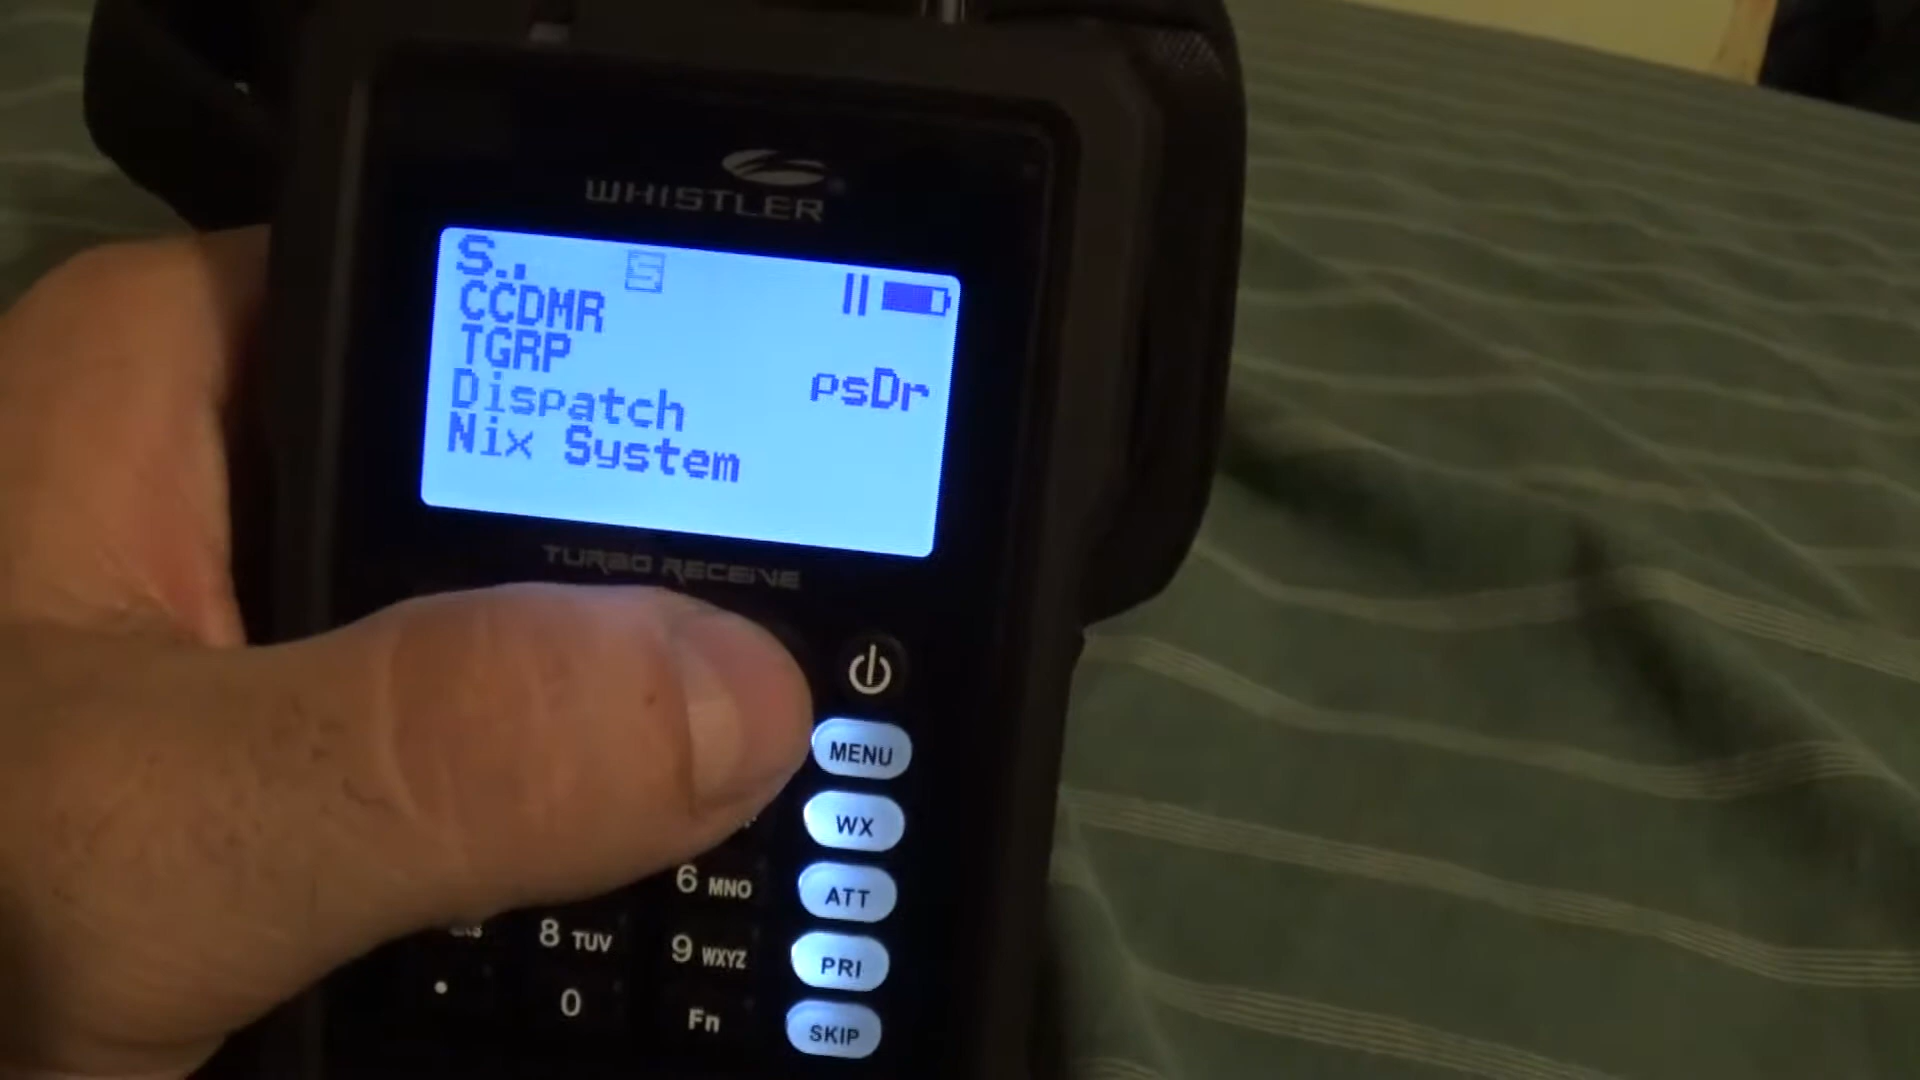 WHISTLER
S..
S
CCDMR
TGRP
psDr
Dispatch
Nix System
TURBO RECEIVE
MENU
WX
6 MNO
ATT
8 TUV
9 WXYZ
PRI
.
0
Fn
SKIP